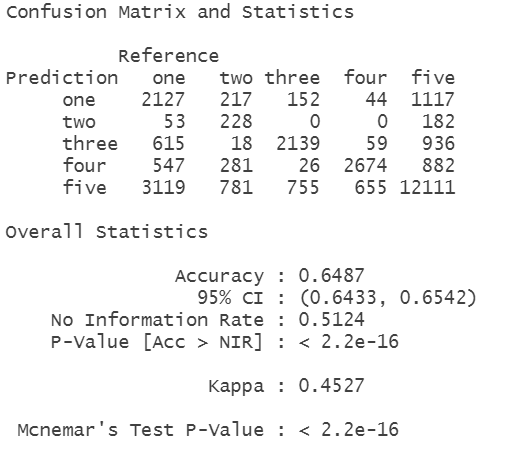 Confusion Matrix and Statistics

          Reference
Prediction   one   two three  four  five
     one    2127   217   152    44  1117
     two      53   228     0     0   182
     three   615    18  2139    59   936
     four    547   281    26  2674   882
     five   3119   781   755   655 12111

Overall Statistics

               Accuracy : 0.6487
                 95% CI : (0.6433, 0.6542)
    No Information Rate : 0.5124
    P-Value [Acc > NIR] : < 2.2e-16

                  Kappa : 0.4527

 Mcnemar's Test P-Value : < 2.2e-16